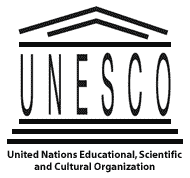 UNESCO
United Nations Educational, Scientific
and Cultural Organization